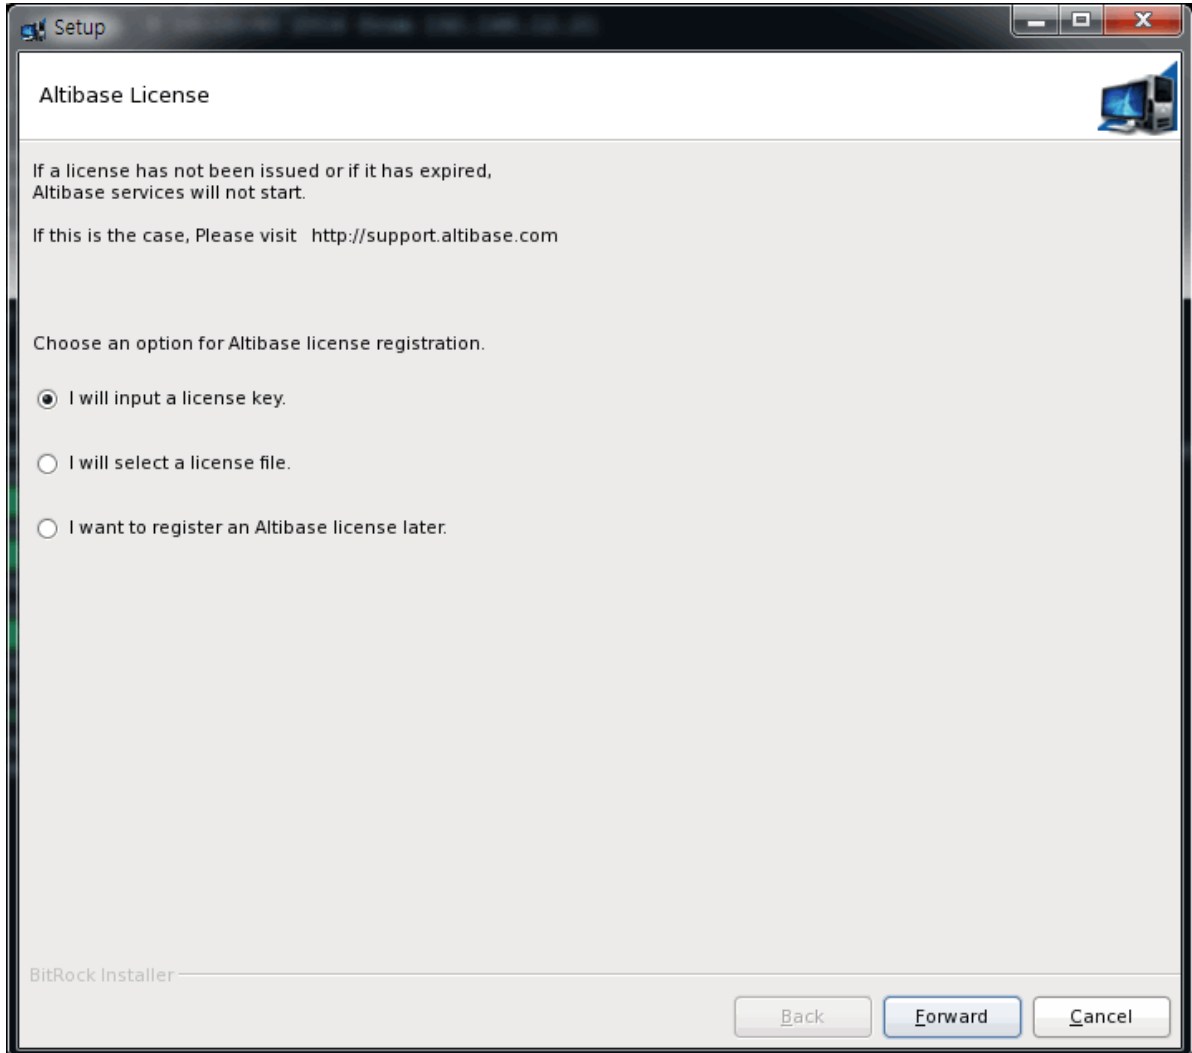 Setup
Altibase License
If a license has not been issued or if it has expired,
Altibase services will not start.
If this is the case, Please visit http://support.altibase.com
Choose an option for Altibase license registration.
I will input a license key.
I will select a license file.
I want to register an Altibase license later.
BitRock Installer
Back
Forward
Cancel